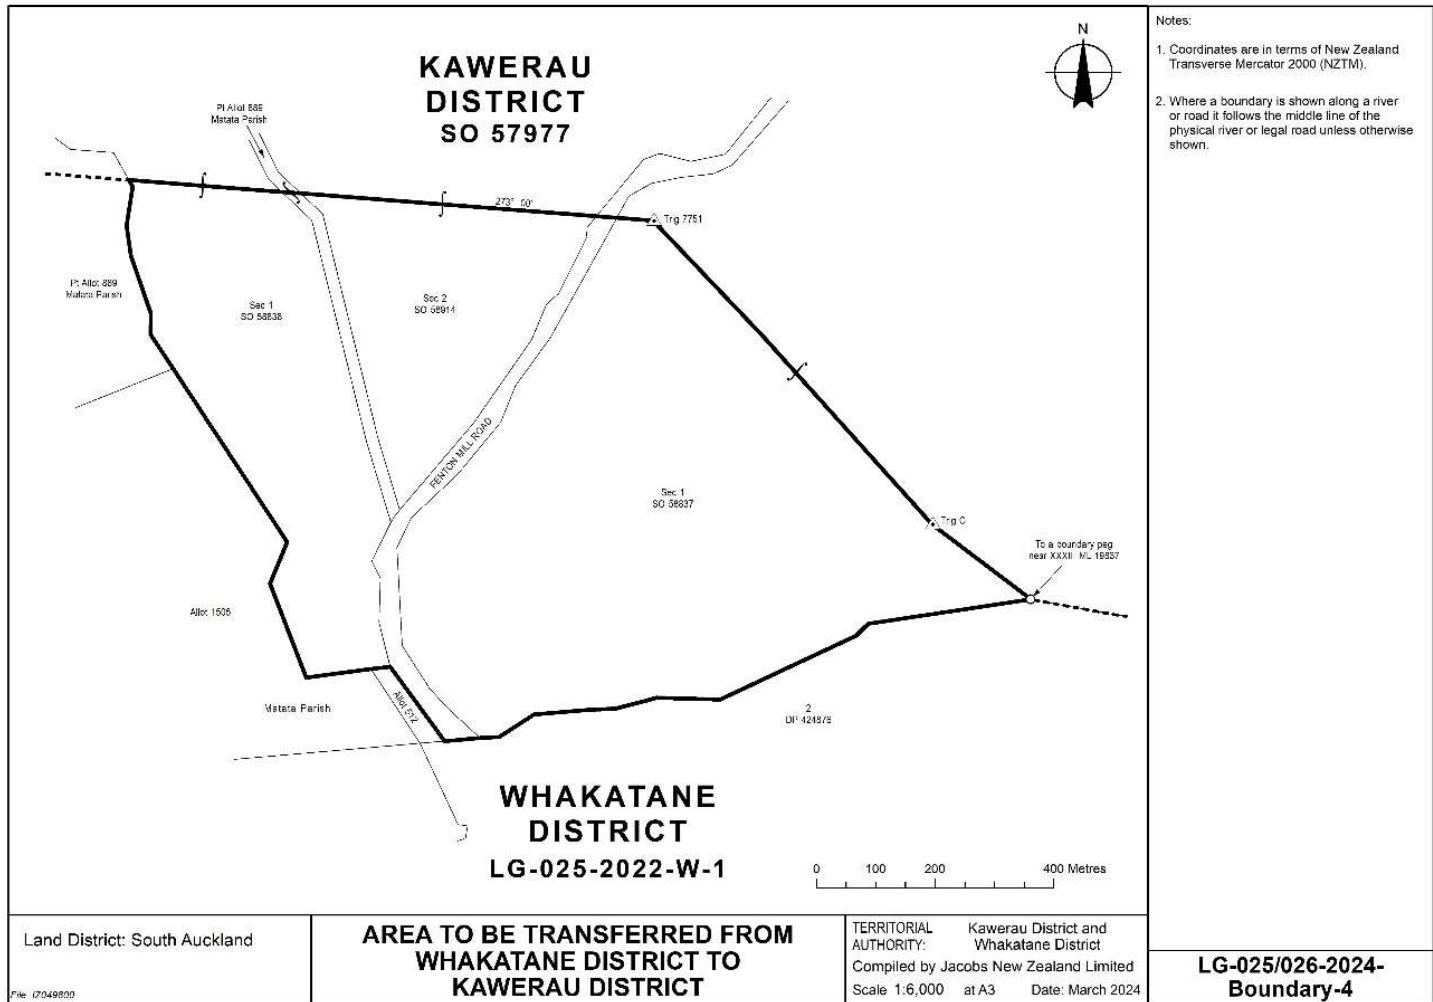 KAWERAU
DISTRICT
SO 57977
N
Pt Allot 889
Matata Parish
273° 00'
Trig 7751
Pt Allot 889
Matata Parish
Sec 1
SO 58838
Sec 2
SO 58914
FENTON MILL ROAD
Sec 1
SO 58837
Trig C
To a boundary peg
near XXXII ML 19837
Allot 1505
Matata Parish
Allot 512
2
DP 424876
WHAKATANE
DISTRICT
LG-025-2022-W-1
0 100 200 400 Metres
Notes:
1. Coordinates are in terms of New Zealand
Transverse Mercator 2000 (NZTM).
2. Where a boundary is shown along a river
or road it follows the middle line of the
physical river or legal road unless otherwise
shown.
Land District: South Auckland
File IZ049800
AREA TO BE TRANSFERRED FROM
WHAKATANE DISTRICT TO
KAWERAU DISTRICT
TERRITORIAL Kawerau District and
AUTHORITY: Whakatane District
Compiled by Jacobs New Zealand Limited
Scale 1:6,000 at A3 Date: March 2024
LG-025/026-2024-
Boundary-4